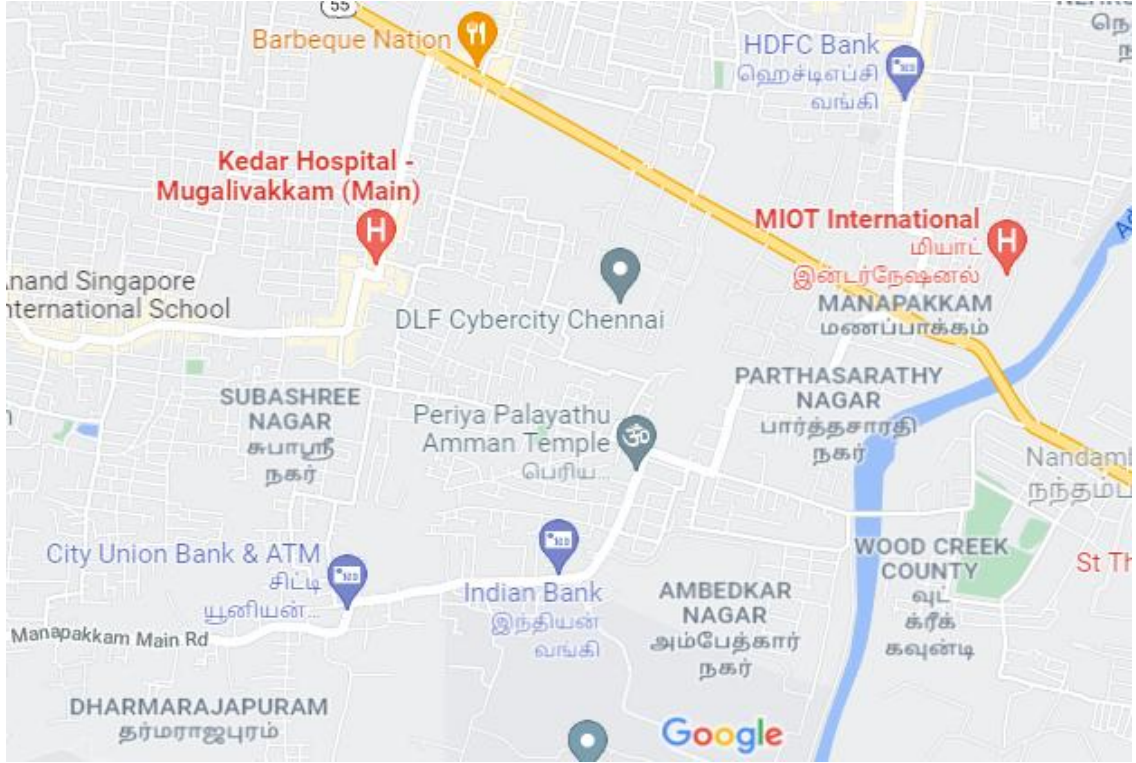 55
Barbeque Nation
HDFC Bank
ஹெச்டிஎப்சி
வங்கி
Kedar Hospital -
Mugalivakkam (Main)
MIOT International
மியாட்
இன்டர்நேஷனல்
MANAPAKKAM
மணப்பாக்கம்
Anand Singapore
International School
DLF Cybercity Chennai
SUBASHREE
NAGAR
சுபாஸ்ரீ
நகர்
Periya Palayathu
Amman Temple
பெரிய...
PARTHASARATHY
NAGAR
பார்த்தசாரதி
நகர்
Nandamb
நந்தம்ப
City Union Bank & ATM
சிட்டி
யூனியன்...
Indian Bank
இந்தியன்
வங்கி
WOOD CREEK
COUNTY
வுட்
க்ரீக்
கவுண்டி
St Th
AMBEDKAR
NAGAR
அம்பேத்கார்
நகர்
Manapakkam Main Rd
DHARMARAJAPURAM
தர்மராஜபுரம்
Google